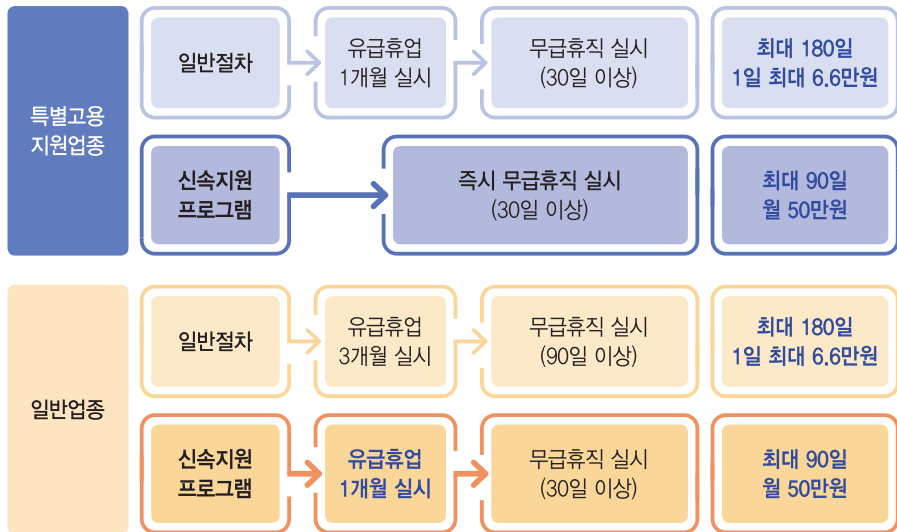 특별고용
지원업종
일반절차
유급휴업
1개월 실시
무급휴직 실시
(30일 이상)
최대 180일
1일 최대 6.6만원
신속지원
프로그램
즉시 무급휴직 실시
(30일 이상)
최대 90일
월 50만원
일반업종
일반절차
유급휴업
3개월 실시
무급휴직 실시
(90일 이상)
최대 180일
1일 최대 6.6만원
신속지원
프로그램
유급휴업
1개월 실시
무급휴직 실시
(30일 이상)
최대 90일
월 50만원